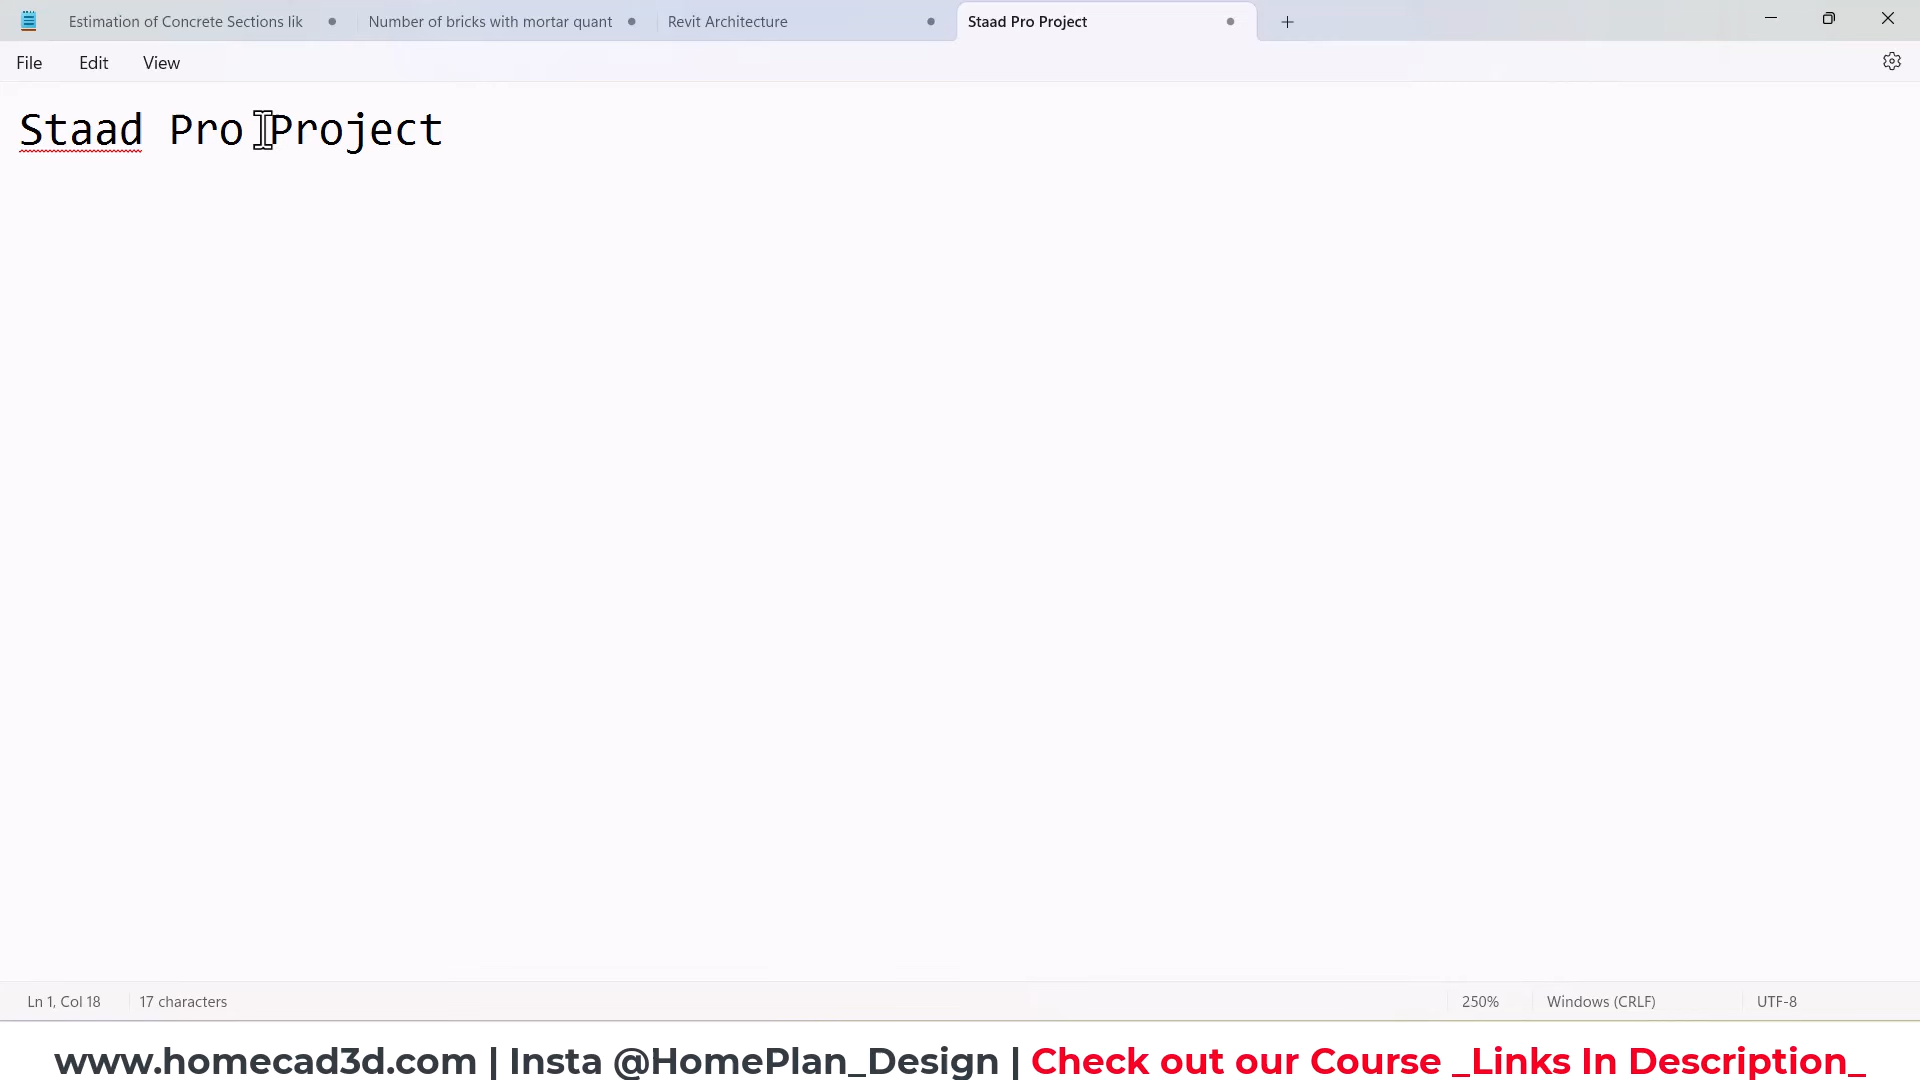 Estimation of Concrete Sections lik
Number of bricks with mortar quant
Revit Architecture
Staad Pro Project
File
Edit
View
Staad Pro Project
Ln 1, Col 18
17 characters
250%
Windows (CRLF)
UTF-8
www.homecad3d.com | Insta @HomePlan_Design | Check out our Course _Links In Description_